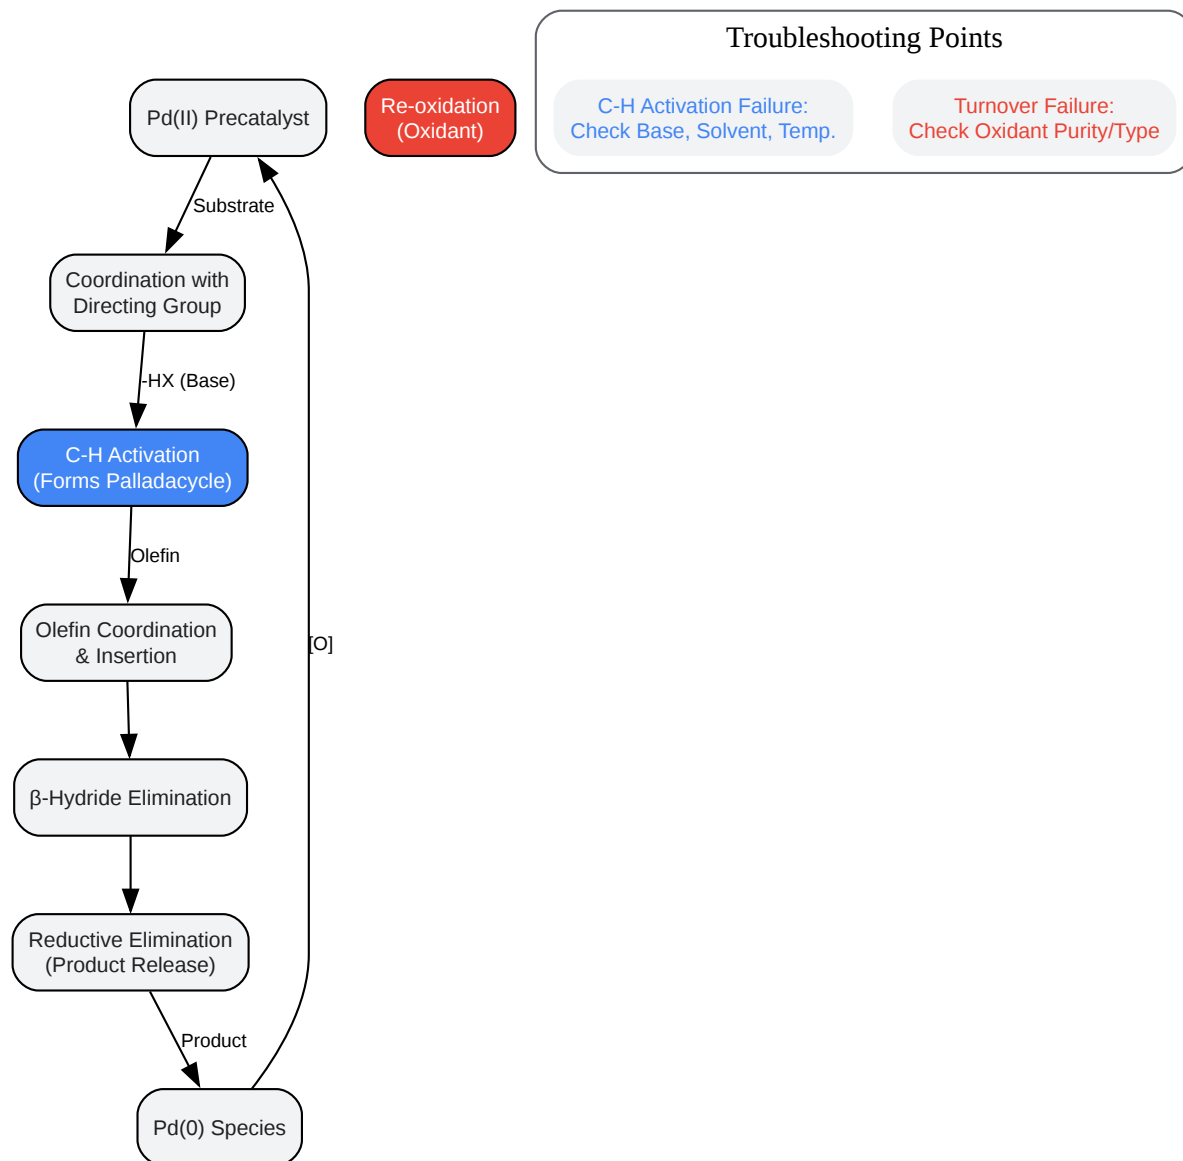 Troubleshooting Points
Pd(II) Precatalyst
Re-oxidation
(Oxidant)
C-H Activation Failure:
Check Base, Solvent, Temp.
Turnover Failure:
Check Oxidant Purity/Type
Substrate
Coordination with
Directing Group
-HX (Base)
C-H Activation
(Forms Palladacycle)
Olefin
Olefin Coordination
& Insertion
[O]
β-Hydride Elimination
Reductive Elimination
(Product Release)
Product
Pd(0) Species